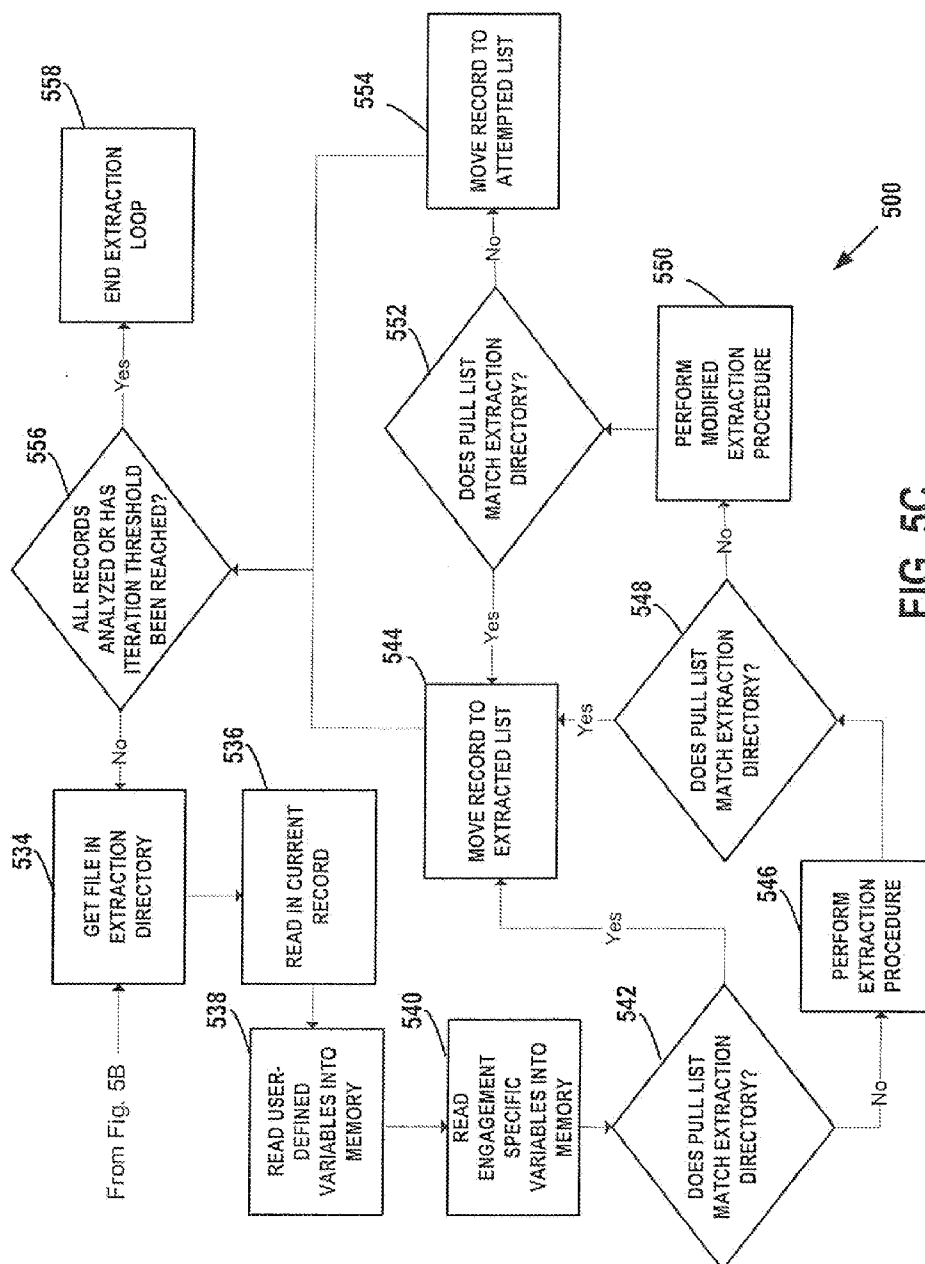 From Fig. 5B
534
GET FILE IN
EXTRACTION
DIRECTORY
536
READ IN CURRENT
RECORD
538
READ USER-
DEFINED
VARIABLES INTO
MEMORY
540
READ
ENGAGEMENT
SPECIFIC
VARIABLES INTO
MEMORY
542
DOES PULL LIST
MATCH EXTRACTION
DIRECTORY?
Yes
No
544
MOVE RECORD TO
EXTRACTED LIST
546
PERFORM
EXTRACTION
PROCEDURE
548
DOES PULL LIST
MATCH EXTRACTION
DIRECTORY?
Yes
No
550
PERFORM
MODIFIED
EXTRACTION
PROCEDURE
552
DOES PULL LIST
MATCH EXTRACTION
DIRECTORY?
Yes
No
554
MOVE RECORD TO
ATTEMPTED LIST
556
ALL RECORDS
ANALYZED OR HAS
ITERATION THRESHOLD
BEEN REACHED?
No
Yes
558
END EXTRACTION
LOOP
500
FIG. 5C